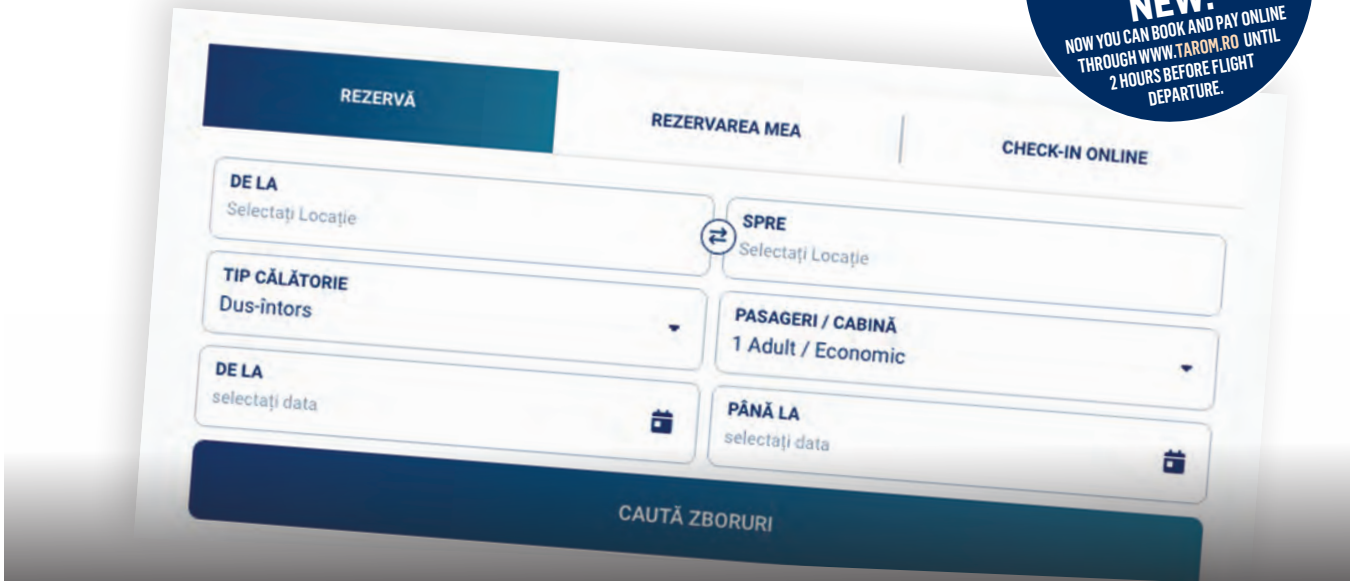 NEW!
NOW YOU CAN BOOK AND PAY ONLINE
THROUGH WWW.TAROM.RO UNTIL
2 HOURS BEFORE FLIGHT
DEPARTURE.
REZERVĂ
REZERVAREA MEA
CHECK-IN ONLINE
DE LA
Selectați Locație
SPRE
Selectați Locație
TIP CĂLĂTORIE
Dus-întors
PASAGERI / CABINĂ
1 Adult / Economic
DE LA
selectați data
PÂNĂ LA
selectați data
CAUTĂ ZBORURI